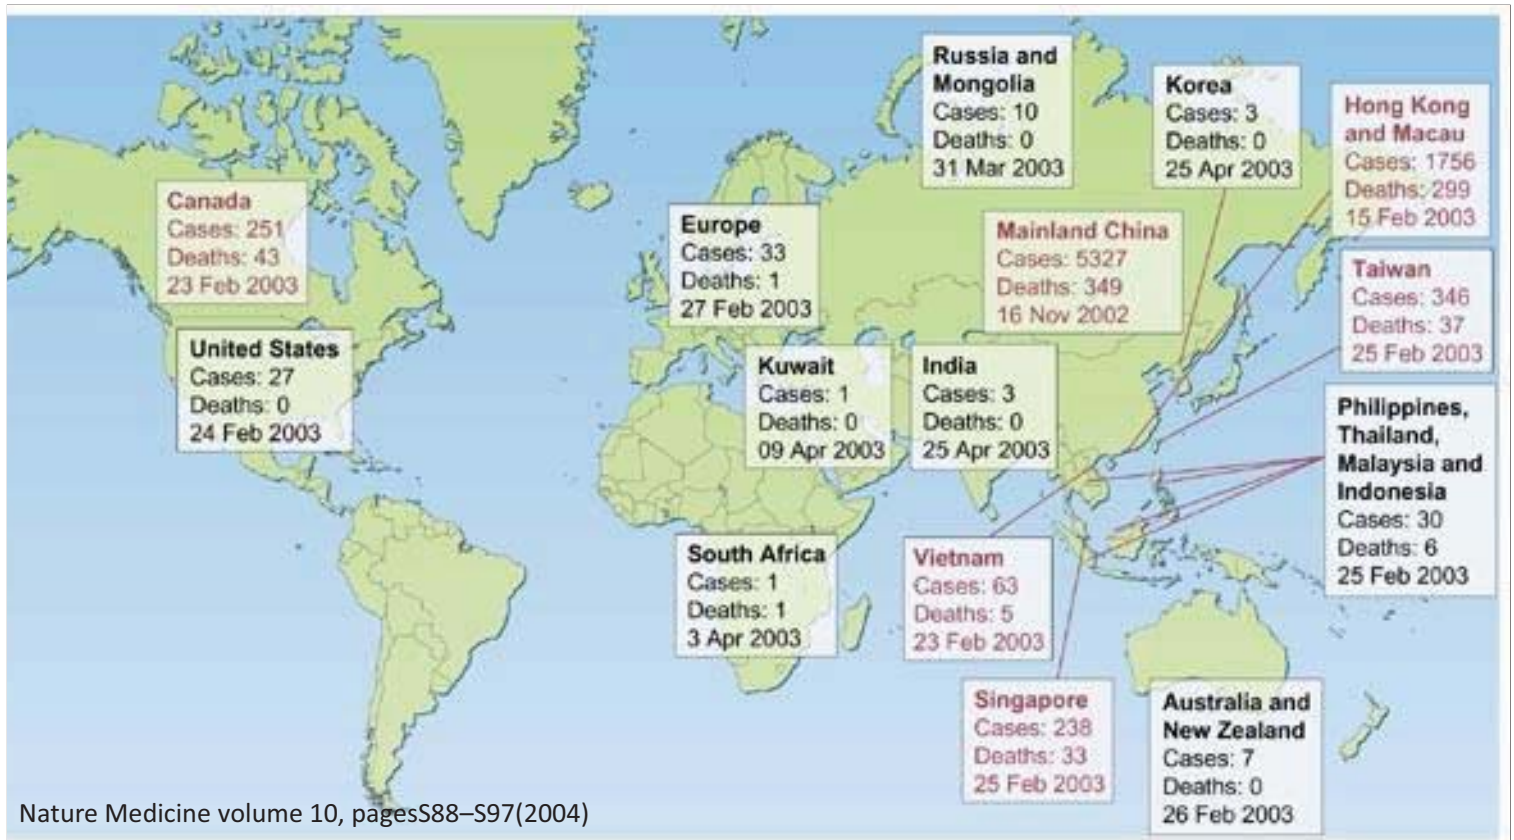 Russia and
Mongolia
Cases: 10
Deaths: 0
31 Mar 2003
Korea
Cases: 3
Deaths: 0
25 Apr 2003
Hong Kong
and Macau
Cases: 1756
Deaths: 299
15 Feb 2003
Canada
Cases: 251
Deaths: 43
23 Feb 2003
Europe
Cases: 33
Deaths: 1
27 Feb 2003
Mainland China
Cases: 5327
Deaths: 349
16 Nov 2002
Taiwan
Cases: 346
Deaths: 37
25 Feb 2003
United States
Cases: 27
Deaths: 0
24 Feb 2003
Kuwait
Cases: 1
Deaths: 0
09 Apr 2003
India
Cases: 3
Deaths: 0
25 Apr 2003
Philippines,
Thailand,
Malaysia and
Indonesia
Cases: 30
Deaths: 6
25 Feb 2003
South Africa
Cases: 1
Deaths: 1
3 Apr 2003
Vietnam
Cases: 63
Deaths: 5
23 Feb 2003
Singapore
Cases: 238
Deaths: 33
25 Feb 2003
Australia and
New Zealand
Cases: 7
Deaths: 0
26 Feb 2003
Nature Medicine volume 10, pagesS88–S97(2004)